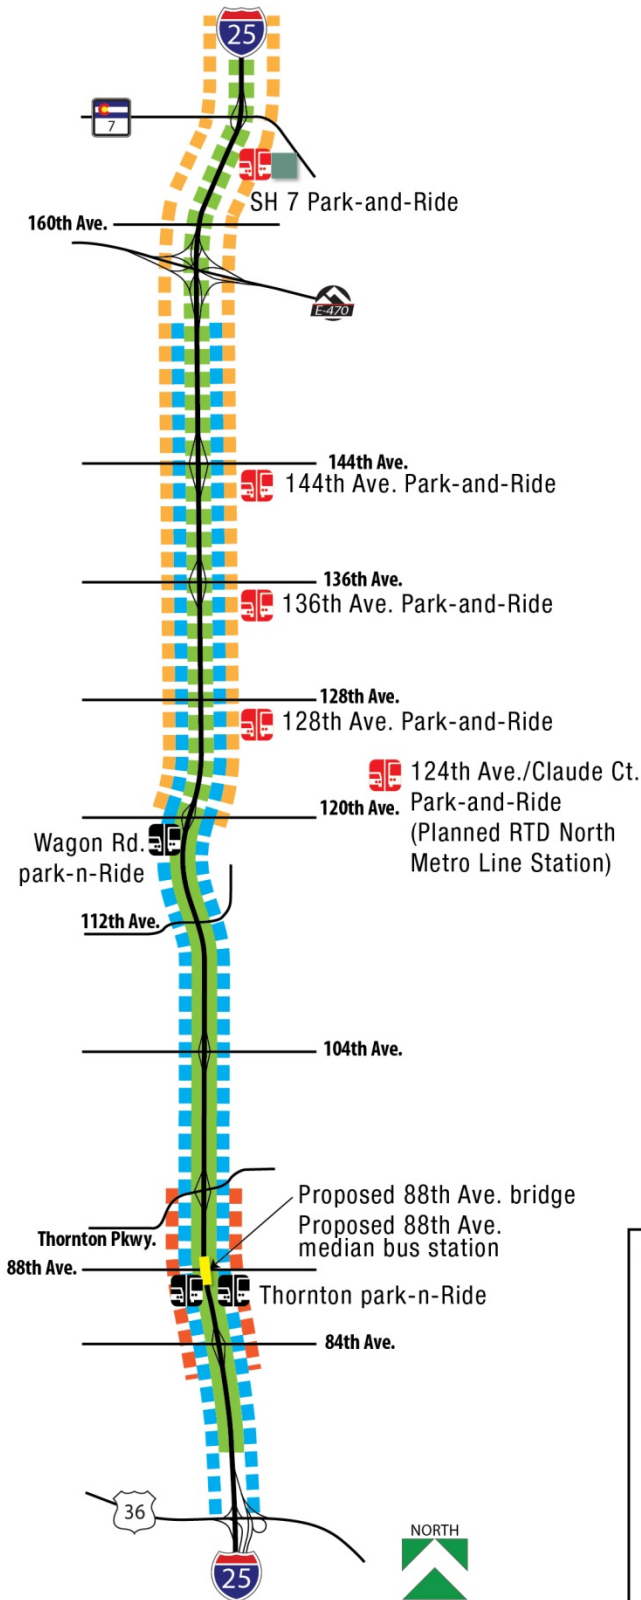 25
7
SH 7 Park-and-Ride
160th Ave.
E-470
144th Ave.
144th Ave. Park-and-Ride
136th Ave.
136th Ave. Park-and-Ride
128th Ave.
128th Ave. Park-and-Ride
124th Ave./Claude Ct.
120th Ave.
Park-and-Ride
(Planned RTD North
Metro Line Station)
Wagon Rd.
park-n-Ride
112th Ave.
104th Ave.
Proposed 88th Ave. bridge
Proposed 88th Ave.
median bus station
Thornton Pkwy.
88th Ave.
Thornton park-n-Ride
84th Ave.
36
NORTH
25